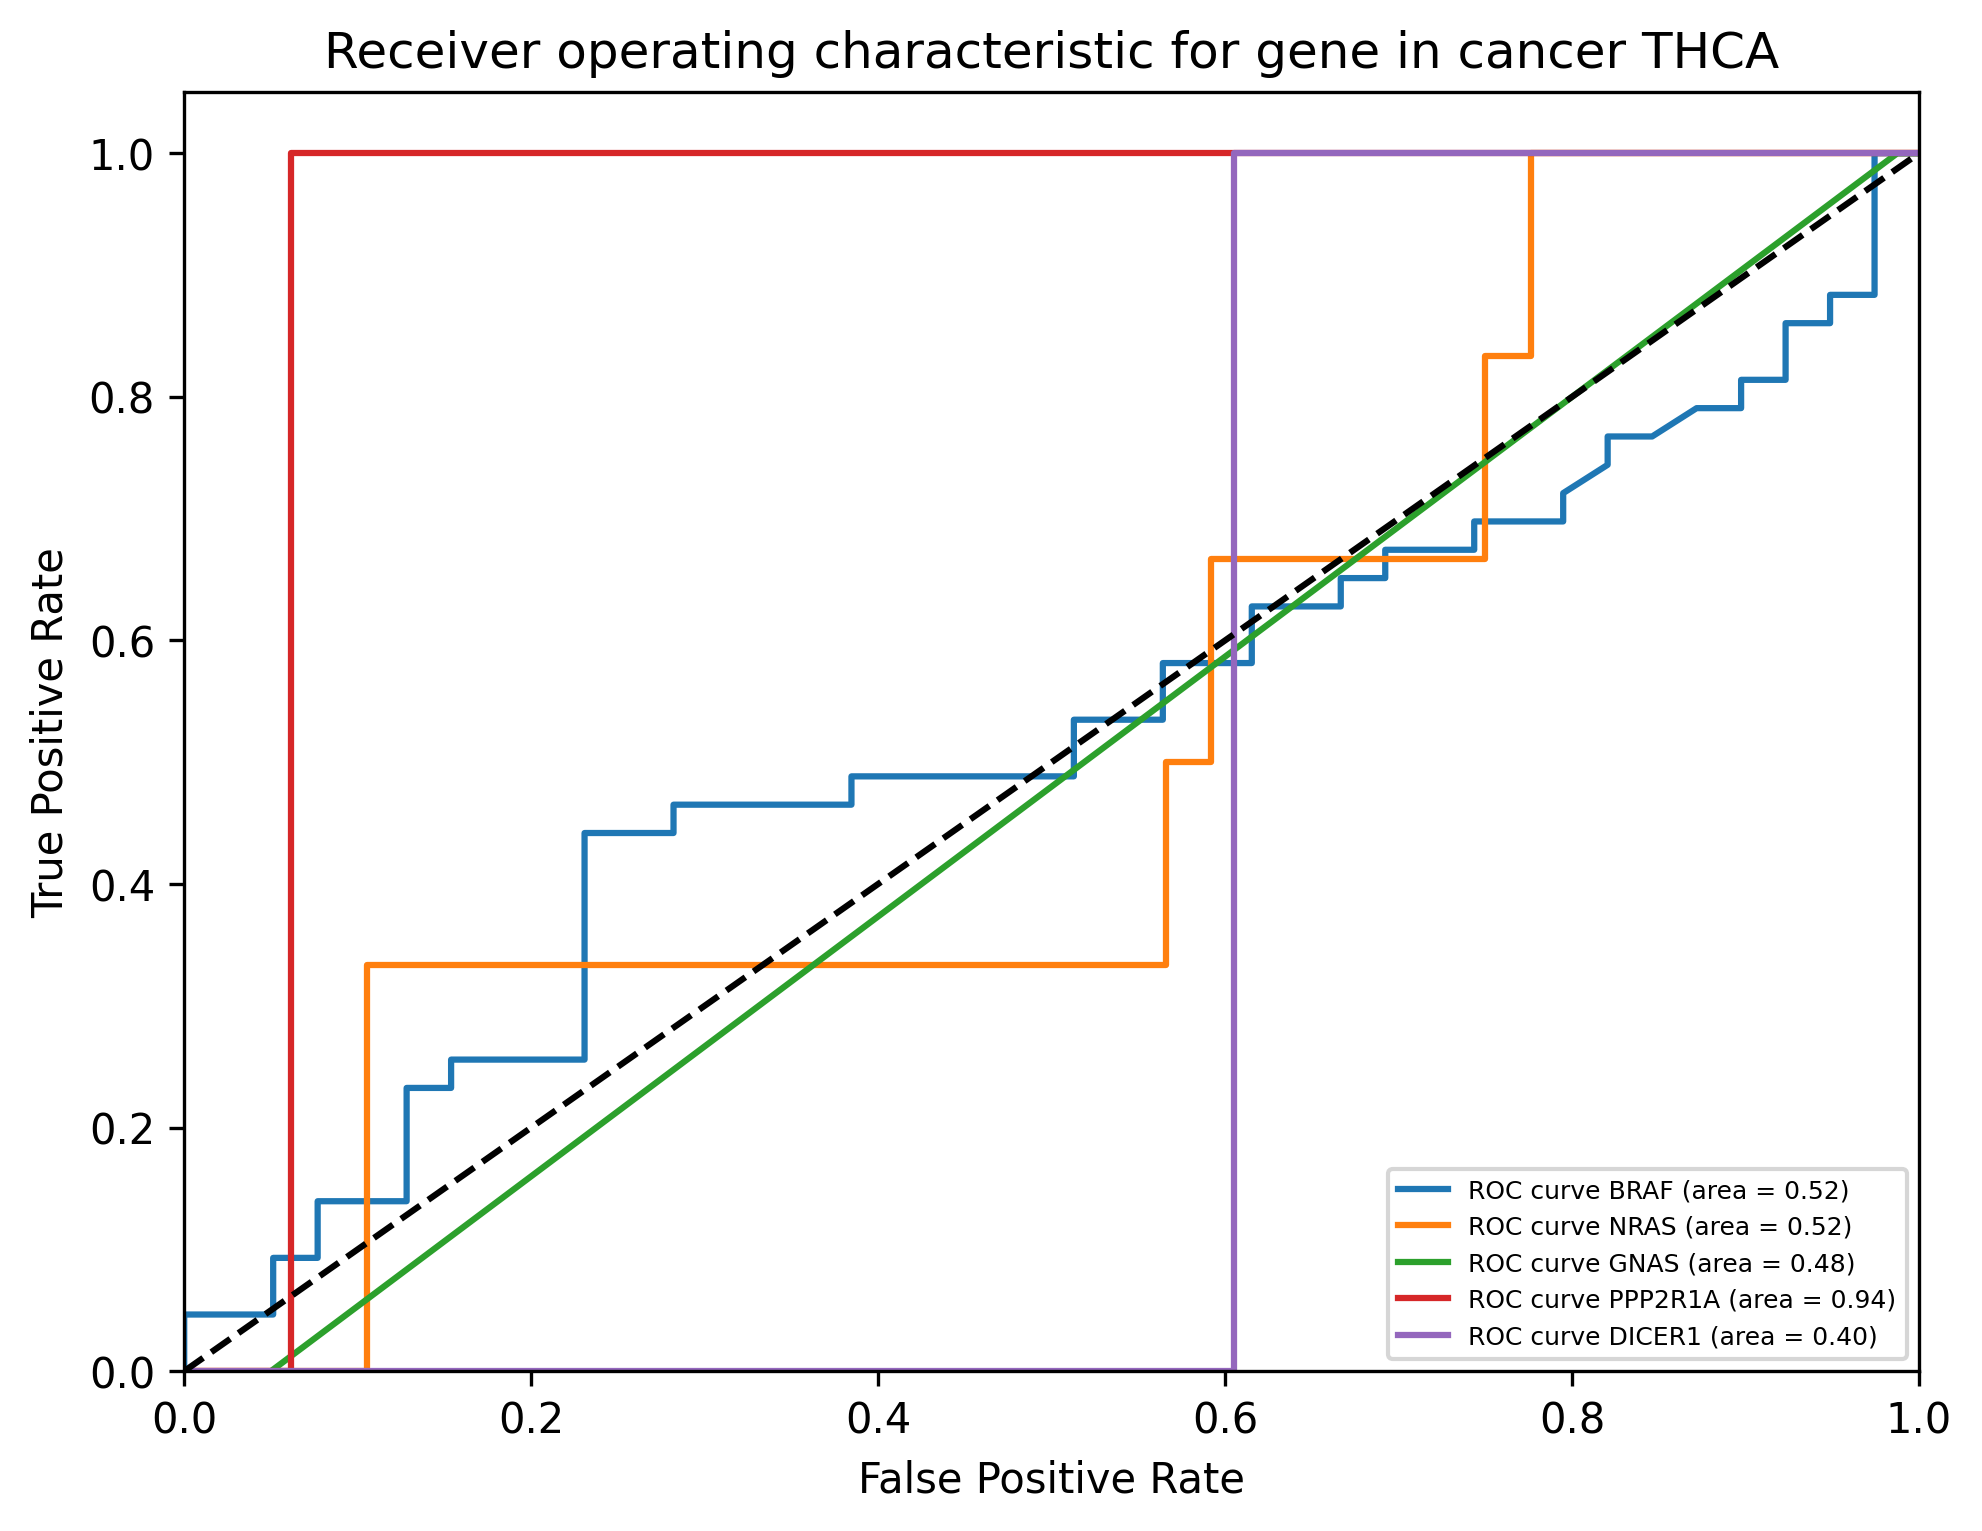 Receiver operating characteristic for gene in cancer THCA
1.0
0.8
0.6
0.4
0.2
0.0
True Positive Rate
0.0 0.2 0.4 0.6 0.8 1.0
False Positive Rate
ROC curve BRAF (area = 0.52)
ROC curve NRAS (area = 0.52)
ROC curve GNAS (area = 0.48)
ROC curve PPP2R1A (area = 0.94)
ROC curve DICER1 (area = 0.40)